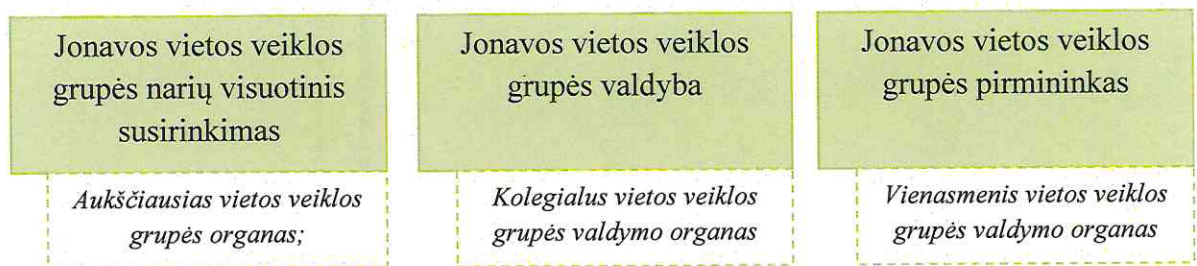 Jonavos vietos veiklos
grupės narių visuotinis
susirinkimas
Aukščiausias vietos veiklos
grupės organas;
Jonavos vietos veiklos
grupės valdyba
Kolegialus vietos veiklos
grupės valdymo organas
Jonavos vietos veiklos
grupės pirmininkas
Vienasmenis vietos veiklos
grupės valdymo organas